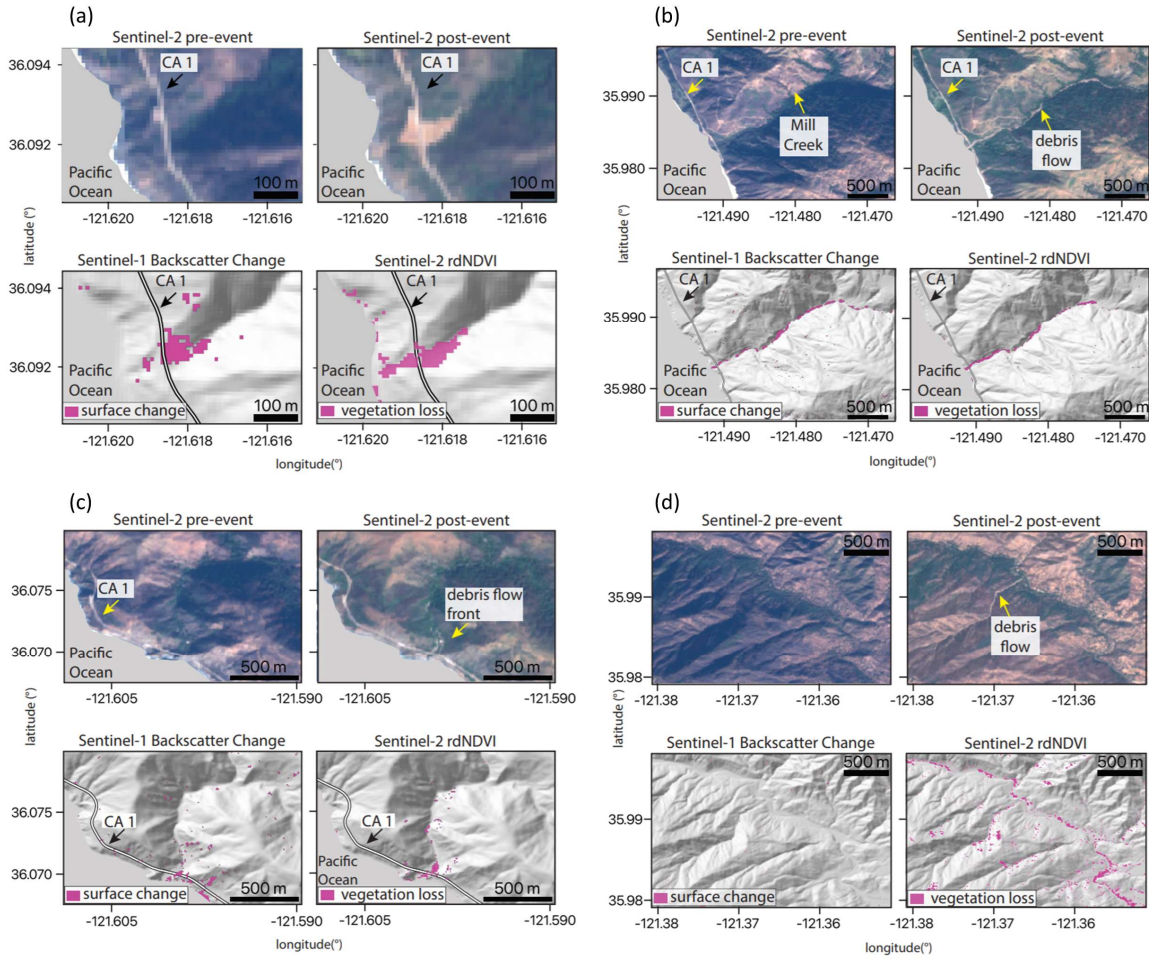 (a)
Sentinel-2 pre-event
Sentinel-2 post-event
36.094
36.092
CA 1
Pacific
Ocean
100 m
CA 1
Pacific
Ocean
100 m
-121.620
-121.618
-121.616
-121.620
-121.618
-121.616
latitude (°)
Sentinel-1 Backscatter Change
Sentinel-2 rdNDVI
36.094
36.092
CA 1
Pacific
Ocean
surface change
100 m
CA 1
Pacific
Ocean
vegetation loss
100 m
-121.620
-121.618
-121.616
-121.620
-121.618
-121.616
longitude(°)
(b)
Sentinel-2 pre-event
Sentinel-2 post-event
35.990
35.980
CA 1
Mill
Creek
Pacific
Ocean
500 m
CA 1
debris
flow
Pacific
Ocean
500 m
-121.490
-121.480
-121.470
-121.490
-121.480
-121.470
latitude (°)
Sentinel-1 Backscatter Change
Sentinel-2 rdNDVI
35.990
35.980
CA 1
Pacific
Ocean
surface change
500 m
CA 1
Pacific
Ocean
vegetation loss
500 m
-121.490
-121.480
-121.470
-121.490
-121.480
-121.470
longitude(°)
(c)
Sentinel-2 pre-event
Sentinel-2 post-event
36.075
36.070
CA 1
Pacific
Ocean
500 m
debris flow
front
Pacific
Ocean
500 m
-121.605
-121.590
-121.605
-121.590
latitude (°)
Sentinel-1 Backscatter Change
Sentinel-2 rdNDVI
36.075
36.070
CA 1
surface change
500 m
CA 1
Pacific
Ocean
vegetation loss
500 m
-121.605
-121.590
-121.605
-121.590
longitude(°)
(d)
Sentinel-2 pre-event
Sentinel-2 post-event
35.99
35.98
500 m
500 m
debris
flow
-121.38
-121.37
-121.36
-121.38
-121.37
-121.36
latitude (°)
Sentinel-1 Backscatter Change
Sentinel-2 rdNDVI
35.99
35.98
500 m
surface change
500 m
vegetation loss
-121.38
-121.37
-121.36
-121.38
-121.37
-121.36
longitude(°)